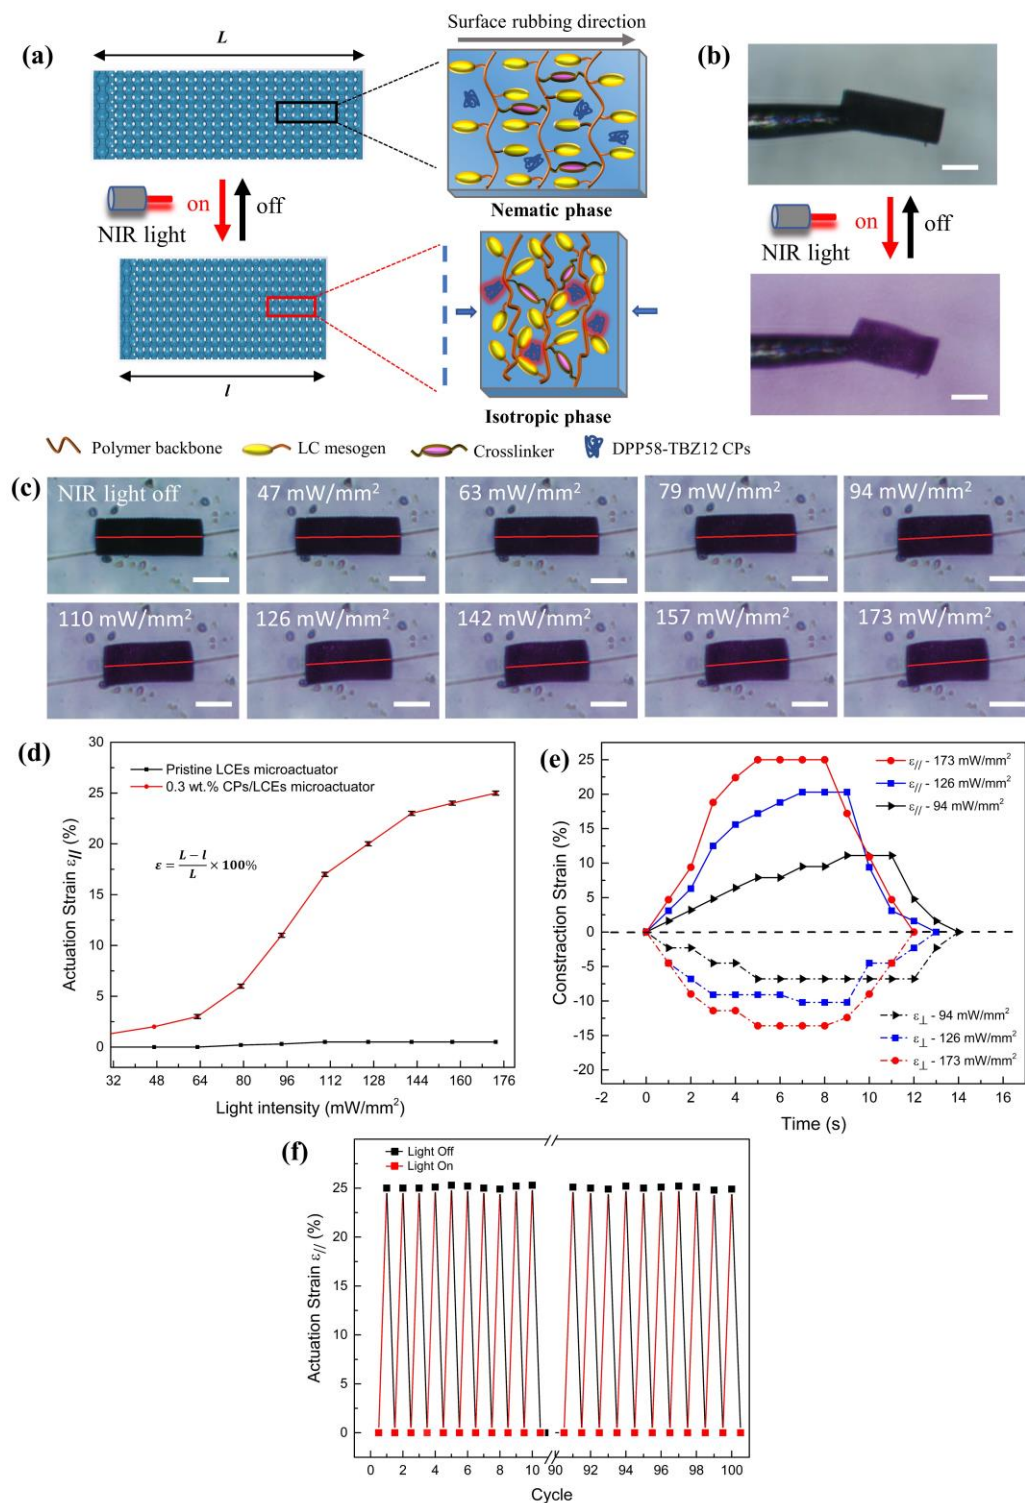 Surface rubbing direction
(a)
L
on
off
NIR light
l
Nematic phase
Isotropic phase
(b)
on
off
NIR light
Polymer backbone
LC mesogen
Crosslinker
DPP58-TBZ12 CPs
(c)
NIR light off
47 mW/mm²
63 mW/mm²
79 mW/mm²
94 mW/mm²
110 mW/mm²
126 mW/mm²
142 mW/mm²
157 mW/mm²
173 mW/mm²
(d)
Actuation Strain ε// (%)
30
25
20
15
10
5
0
Pristine LCEs microactuator
0.3 wt.% CPs/LCEs microactuator
ε = L − l / L × 100%
32 48 64 80 96 112 128 144 160 176
Light intensity (mW/mm²)
(e)
Constraction Strain (%)
25
20
15
10
5
0
-5
-10
-15
-20
ε// - 173 mW/mm²
ε// - 126 mW/mm²
ε// - 94 mW/mm²
ε⊥ - 94 mW/mm²
ε⊥ - 126 mW/mm²
ε⊥ - 173 mW/mm²
-2 0 2 4 6 8 10 12 14 16
Time (s)
(f)
Actuation Strain ε// (%)
Light Off
Light On
30
25
20
15
10
5
0
0 2 4 6 8 10 90 92 94 96 98 100
Cycle